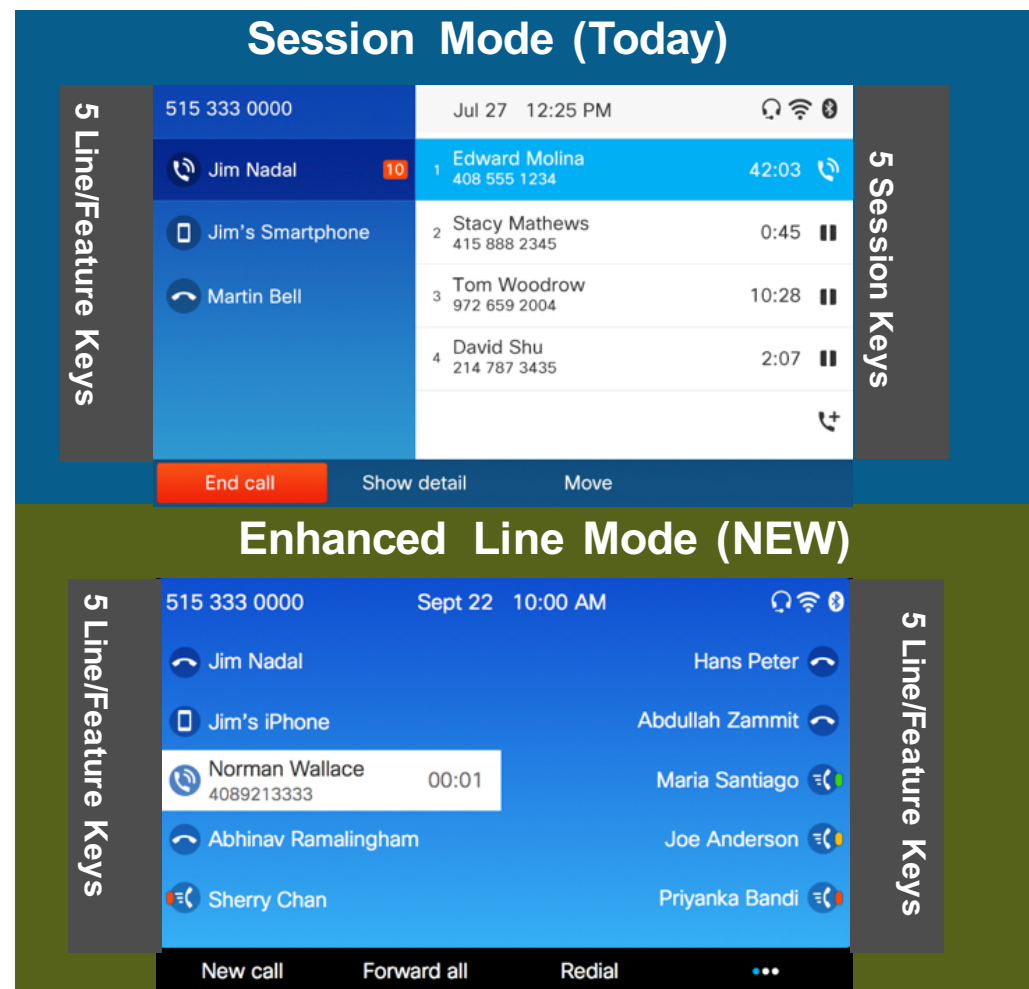 Session Mode (Today)
5 Line/Feature Keys
515 333 0000
Jul 27 12:25 PM
Jim Nadal 10
1 Edward Molina
408 555 1234
42:03
Jim's Smartphone
2 Stacy Mathews
415 888 2345
0:45
Martin Bell
3 Tom Woodrow
972 659 2004
10:28
4 David Shu
214 787 3435
2:07
5 Session Keys
End call Show detail Move
Enhanced Line Mode (NEW)
5 Line/Feature Keys
515 333 0000 Sept 22 10:00 AM
Jim Nadal
Hans Peter
Jim's iPhone
Abdullah Zammit
Norman Wallace
4089213333
00:01
Maria Santiago
Abhinav Ramalingham
Joe Anderson
Sherry Chan
Priyanka Bandi
5 Line/Feature Keys
New call Forward all Redial